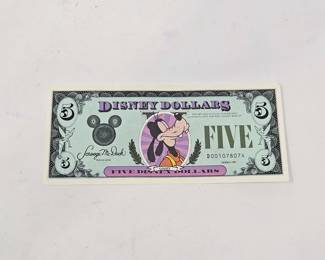 5 DISNEY DOLLARS 5
FIVE
D00107807A
Scrooge McDuck
5 5
FIVE DISNEY DOLLARS